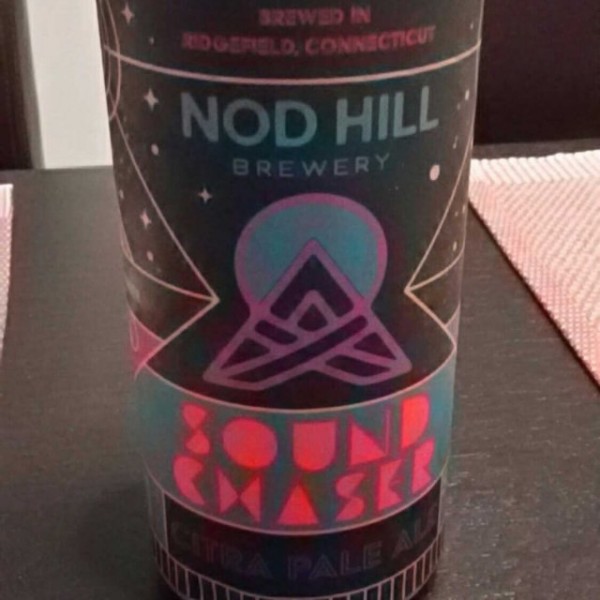 BREWED IN
RIDGEFIELD, CONNECTICUT
NOD HILL
BREWERY
SOUND
CHASER
CITRA PALE ALE